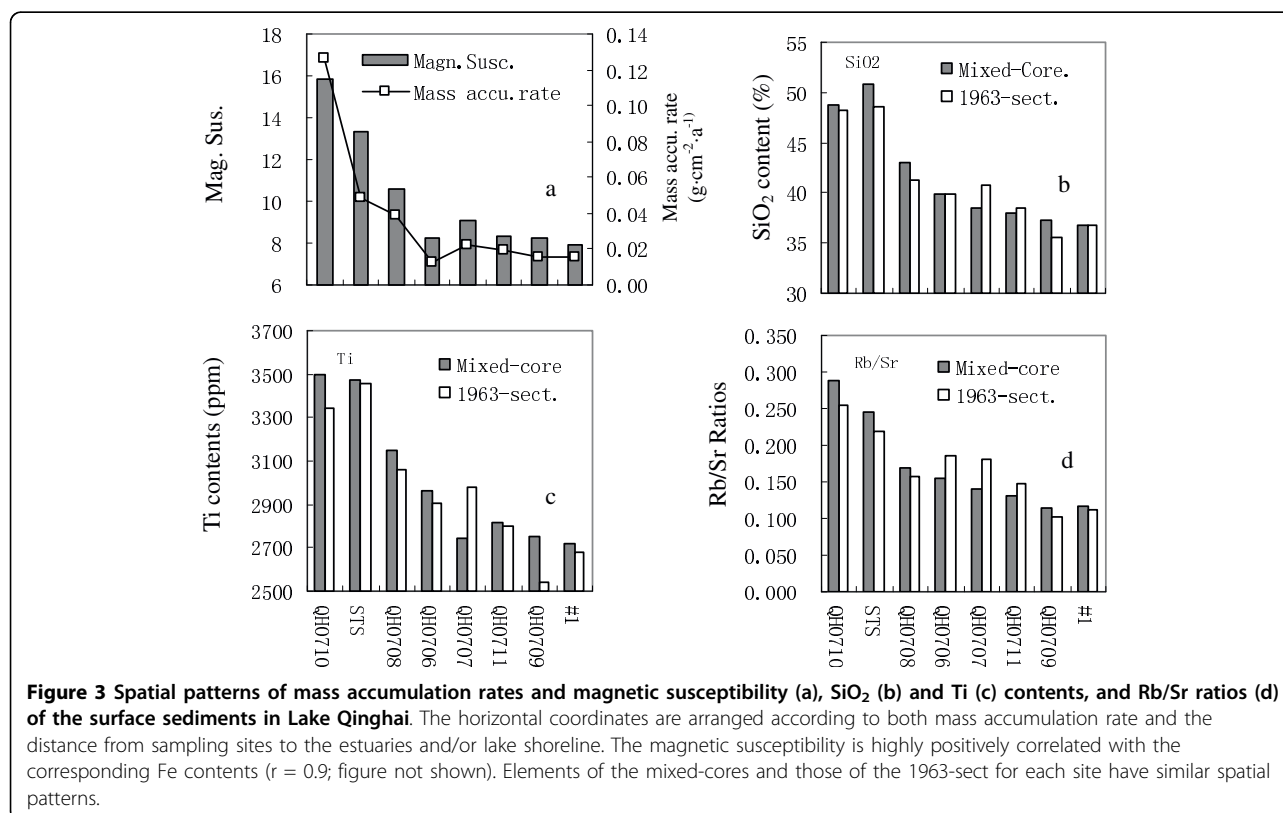 18
16
14
12
10
8
6
Mag. Sus.
Magn.Susc.
Mass accu.rate
a
0.14
0.12
0.10
0.08
0.06
0.04
0.02
0.00
Mass accu. rate
(g·cm-2·a-1)
55
50
45
40
35
30
SiO2 content (%)
SiO2
Mixed-Core.
1963-sect.
b
3700
3500
3300
3100
2900
2700
2500
Ti contents (ppm)
Ti
Mixed-core
1963-sect.
c
QH0710
STS
QH0708
QH0706
QH0707
QH0711
QH0709
#1
0.350
0.300
0.250
0.200
0.150
0.100
0.050
0.000
Rb/Sr Ratios
Rb/Sr
Mixed-core
1963-sect.
d
QH0710
STS
QH0708
QH0706
QH0707
QH0711
QH0709
#1
Figure 3 Spatial patterns of mass accumulation rates and magnetic susceptibility (a), SiO2 (b) and Ti (c) contents, and Rb/Sr ratios (d)
of the surface sediments in Lake Qinghai. The horizontal coordinates are arranged according to both mass accumulation rate and the
distance from sampling sites to the estuaries and/or lake shoreline. The magnetic susceptibility is highly positively correlated with the
corresponding Fe contents (r = 0.9; figure not shown). Elements of the mixed-cores and those of the 1963-sect for each site have similar spatial
patterns.